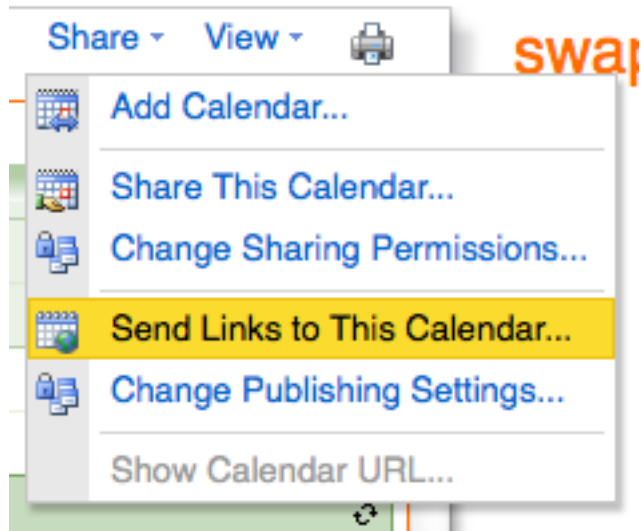 Share View
swap
Add Calendar...
Share This Calendar...
Change Sharing Permissions...
Send Links to This Calendar...
Change Publishing Settings...
Show Calendar URL...